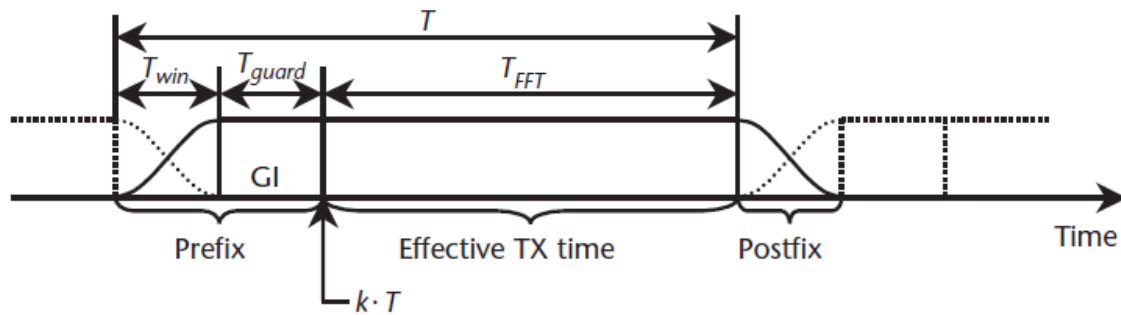 T
T_win T_guard T_FFT
GI
Prefix Effective TX time Postfix Time
k · T